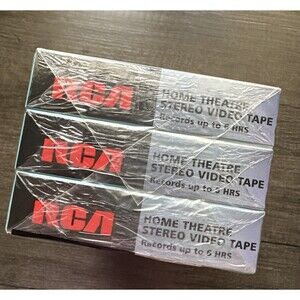 RCA
HOME THEATRE
STEREO VIDEO TAPE
Records up to 6 HRS
RCA
HOME THEATRE
STEREO VIDEO TAPE
Records up to 6 HRS
RCA
HOME THEATRE
STEREO VIDEO TAPE
Records up to 6 HRS